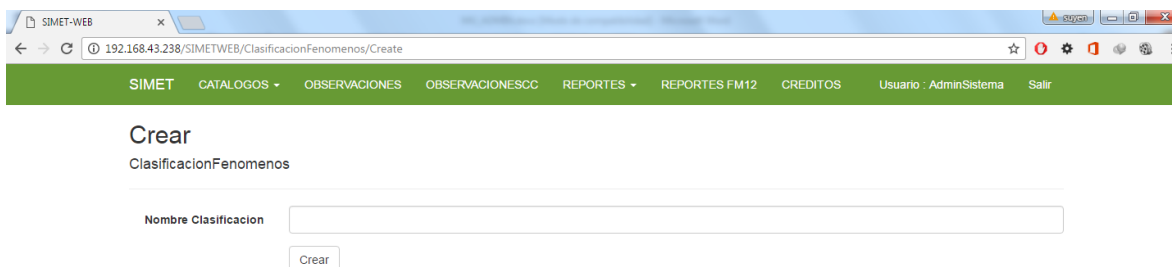 SIMET-WEB
suyen
192.168.43.238/SIMETWEB/ClasificacionFenomenos/Create
SIMET CATALOGOS OBSERVACIONES OBSERVACIONESCC REPORTES REPORTES FM12 CREDITOS Usuario : AdminSistema Salir
Crear
ClasificacionFenomenos
Nombre Clasificacion
Crear